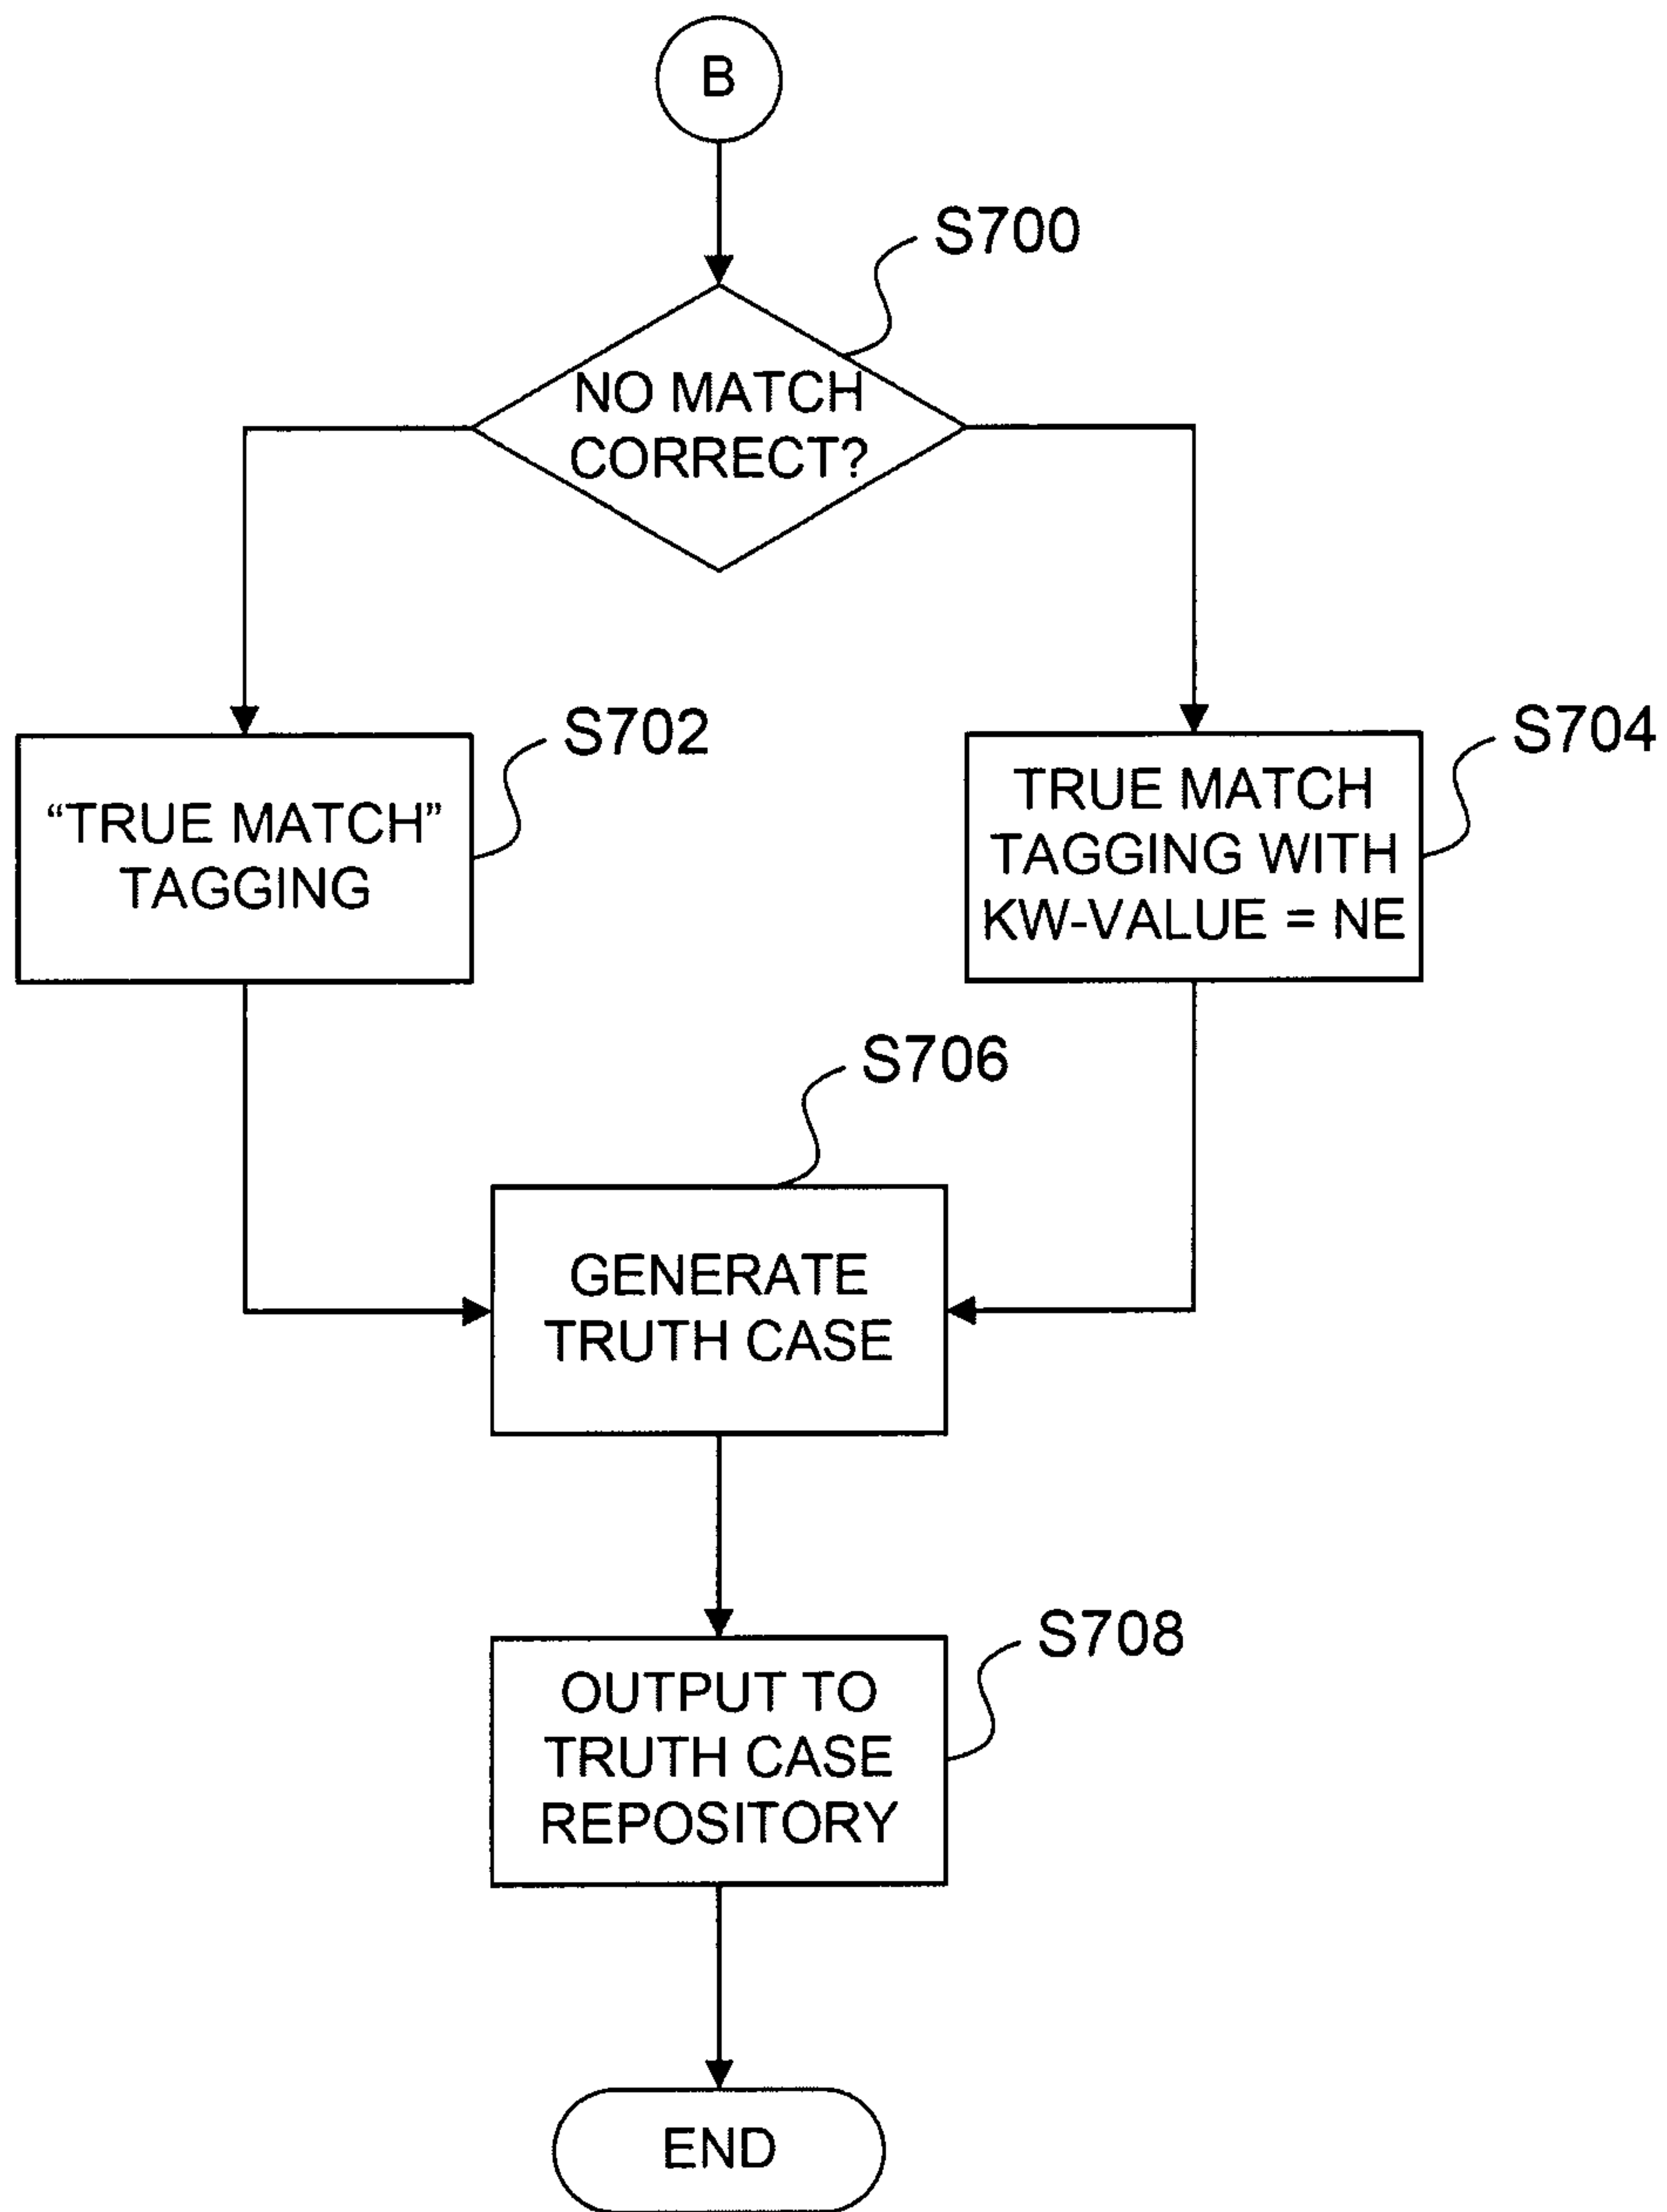 B
S700
NO MATCH
CORRECT?
S702
“TRUE MATCH”
TAGGING
S704
TRUE MATCH
TAGGING WITH
KW-VALUE = NE
S706
GENERATE
TRUTH CASE
S708
OUTPUT TO
TRUTH CASE
REPOSITORY
END